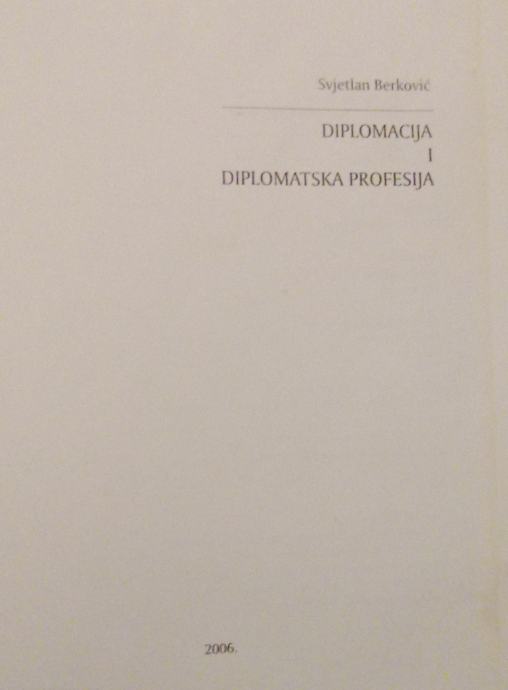 Svjetlan Berković
DIPLOMACIJA
I
DIPLOMATSKA PROFESIJA
2006.